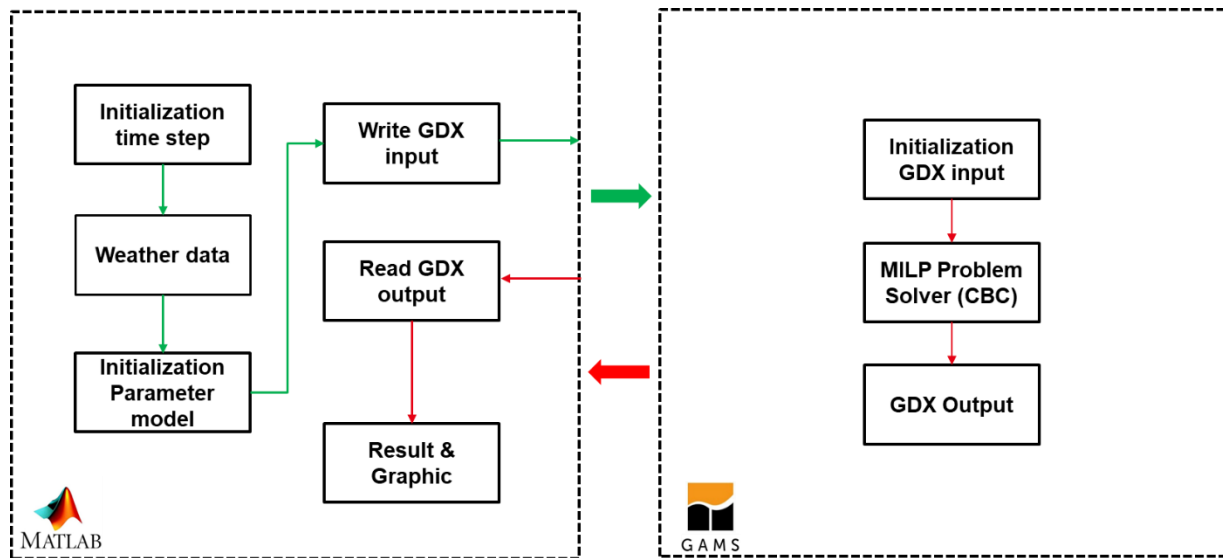 Initialization
time step
Weather data
Initialization
Parameter
model
Write GDX
input
Read GDX
output
Result &
Graphic
MATLAB
Initialization
GDX input
MILP Problem
Solver (CBC)
GDX Output
GAMS